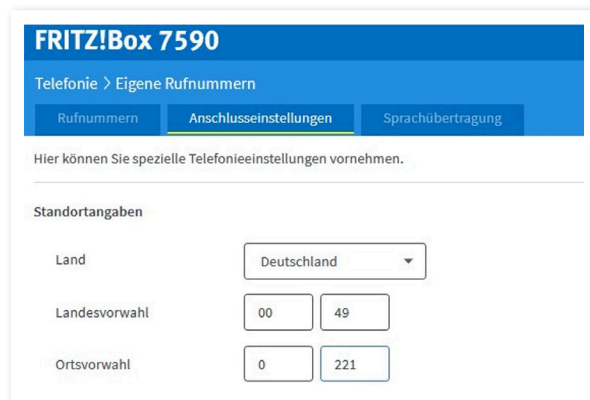 FRITZ!Box 7590
Telefonie > Eigene Rufnummern
Rufnummern Anschlusseinstellungen Sprachübertragung
Hier können Sie spezielle Telefonieeinstellungen vornehmen.
Standortangaben
Land Deutschland
Landesvorwahl 00 49
Ortsvorwahl 0 221